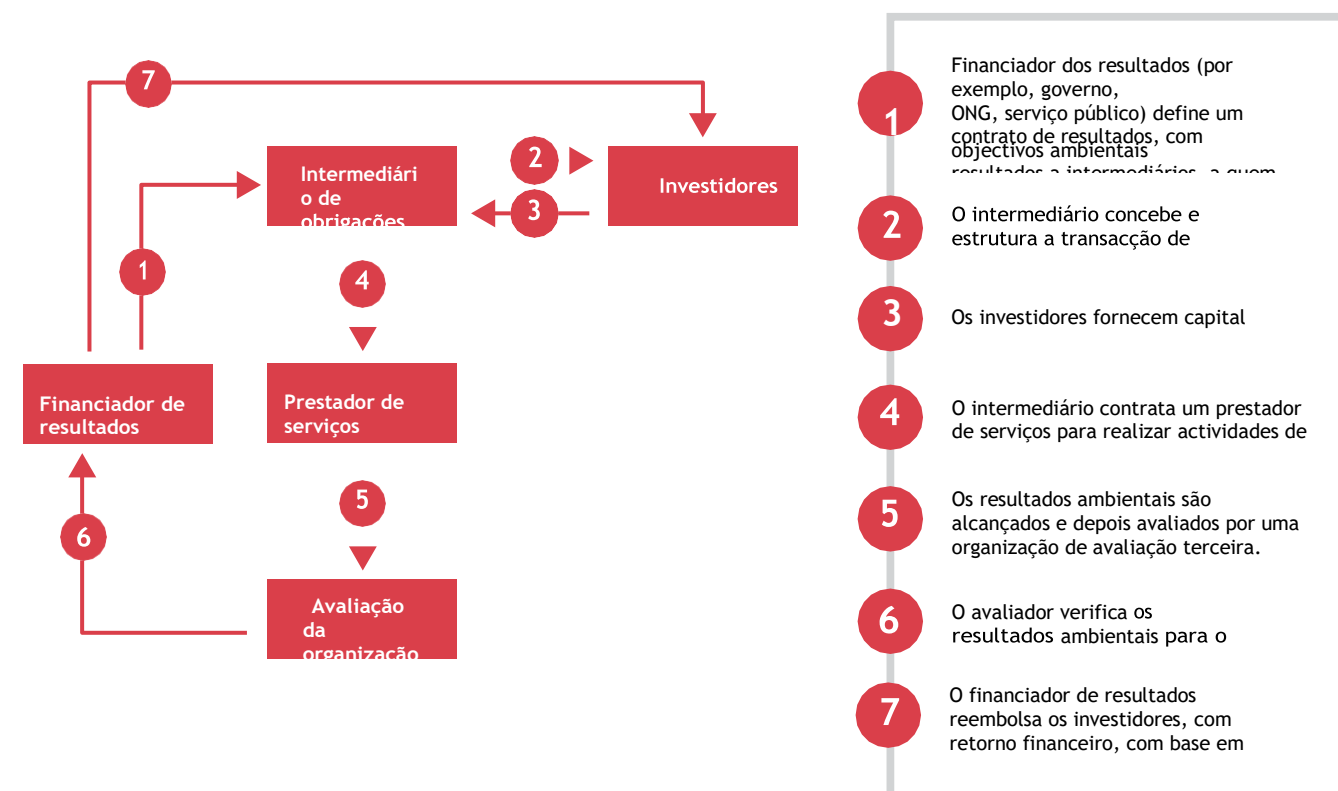 7
Intermediári
o de
obrigações
2
3
Investidores
1
4
Financiador de
resultados
Prestador de
serviços
5
6
Avaliação
da
organização
1
Financiador dos resultados (por
exemplo, governo,
ONG, serviço público) define um
contrato de resultados, com
objectivos ambientais
resultados a intermediários, a quem
2
O intermediário concebe e
estrutura a transacção de
3
Os investidores fornecem capital
4
O intermediário contrata um prestador
de serviços para realizar actividades de
5
Os resultados ambientais são
alcançados e depois avaliados por uma
organização de avaliação terceira.
6
O avaliador verifica os
resultados ambientais para o
7
O financiador de resultados
reembolsa os investidores, com
retorno financeiro, com base em